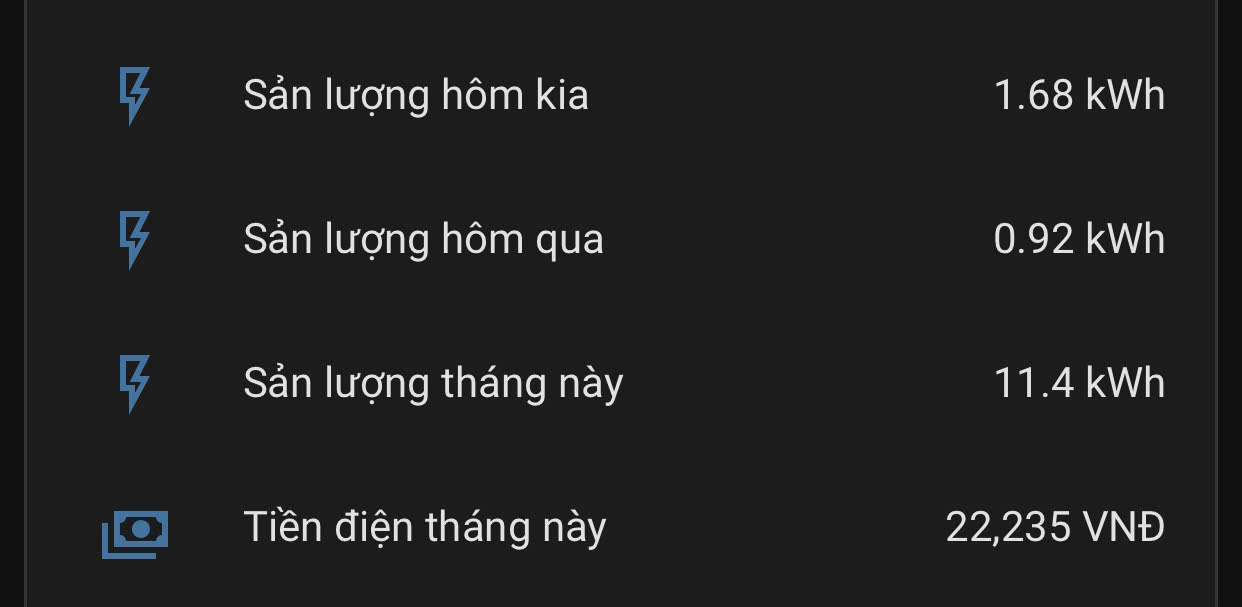 Sản lượng hôm kia 1.68 kWh
Sản lượng hôm qua 0.92 kWh
Sản lượng tháng này 11.4 kWh
Tiền điện tháng này 22,235 VNĐ